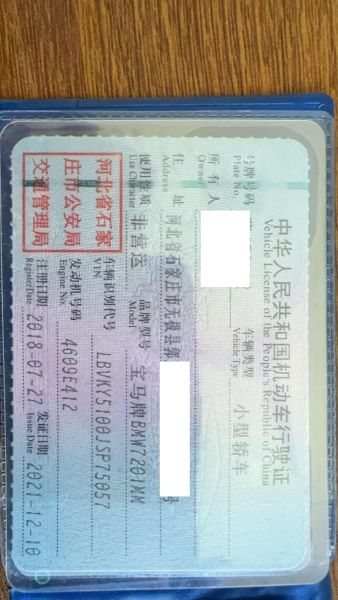 中华人民共和国机动车行驶证
Vehicle License of the People's Republic of China
号牌号码
Plate No.
车辆类型 小型轿车
Vehicle Type
所有人
Owner
住址 河北省石家庄市无极县郭
Address
号
使用性质 非营运 品牌型号 宝马牌BMW7201MM
Use Character Model
河北省石家
庄市公安局
交通管理局
车辆识别代号 LBVKY5100JSP75057
VIN
发动机号码 4609E412
Engine No.
注册日期 2018-07-27 发证日期 2021-12-10
Register Date Issue Date